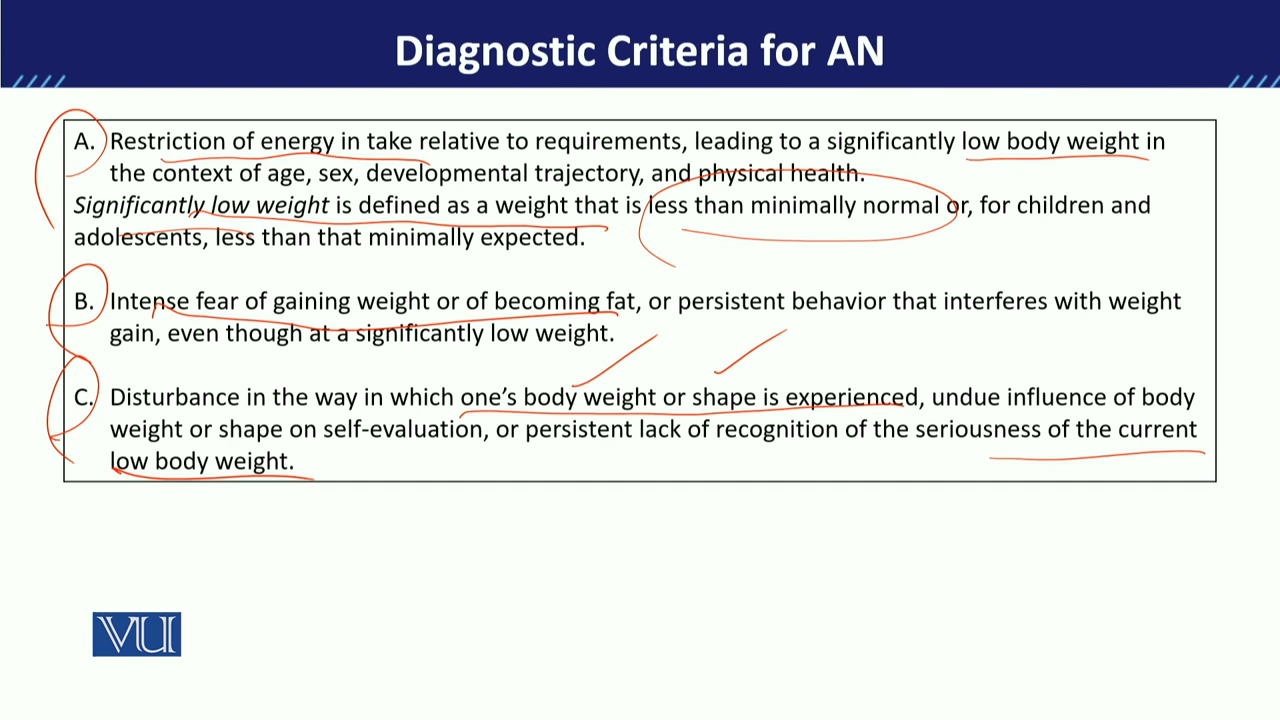 Diagnostic Criteria for AN
A. Restriction of energy in take relative to requirements, leading to a significantly low body weight in
the context of age, sex, developmental trajectory, and physical health.
Significantly low weight is defined as a weight that is less than minimally normal or, for children and
adolescents, less than that minimally expected.
B. Intense fear of gaining weight or of becoming fat, or persistent behavior that interferes with weight
gain, even though at a significantly low weight.
C. Disturbance in the way in which one's body weight or shape is experienced, undue influence of body
weight or shape on self-evaluation, or persistent lack of recognition of the seriousness of the current
low body weight.
VU